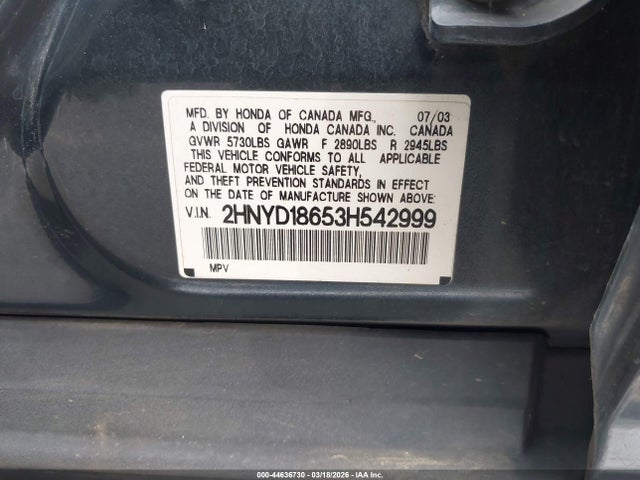 MFD. BY HONDA OF CANADA MFG., 07/03
A DIVISION OF HONDA CANADA INC. CANADA
GVWR 5730LBS GAWR F 2890LBS R 2945LBS
THIS VEHICLE CONFORMS TO ALL APPLICABLE
FEDERAL MOTOR VEHICLE SAFETY,
AND THEFT PREVENTION STANDARDS IN EFFECT
ON THE DATE OF MANUFACTURE SHOWN ABOVE.
V.I.N. 2HNYD18653H542999
MPV
000-44636730 - 03/18/2026 - IAA Inc.